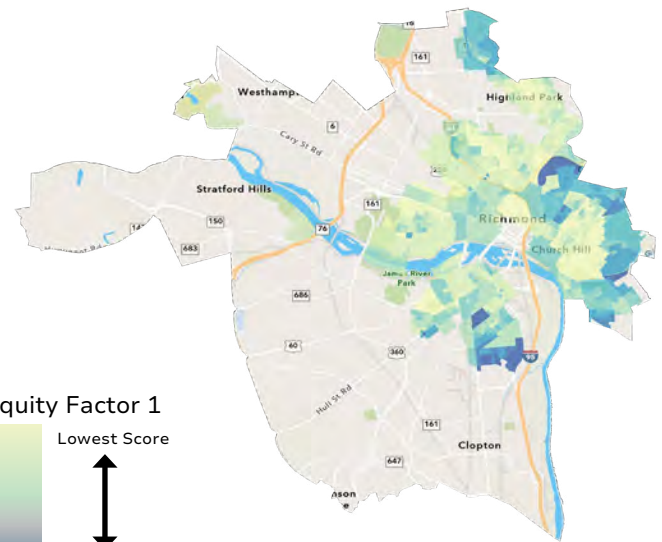 161
Westhamp
Highland Park
6
Cary St Rd
Stratford Hills
161
150
Richmond
76
683
Church Hill
James River
Park
686
60
360
95
Hull St Rd
161
Clopton
647
nson
e
quity Factor 1
Lowest Score